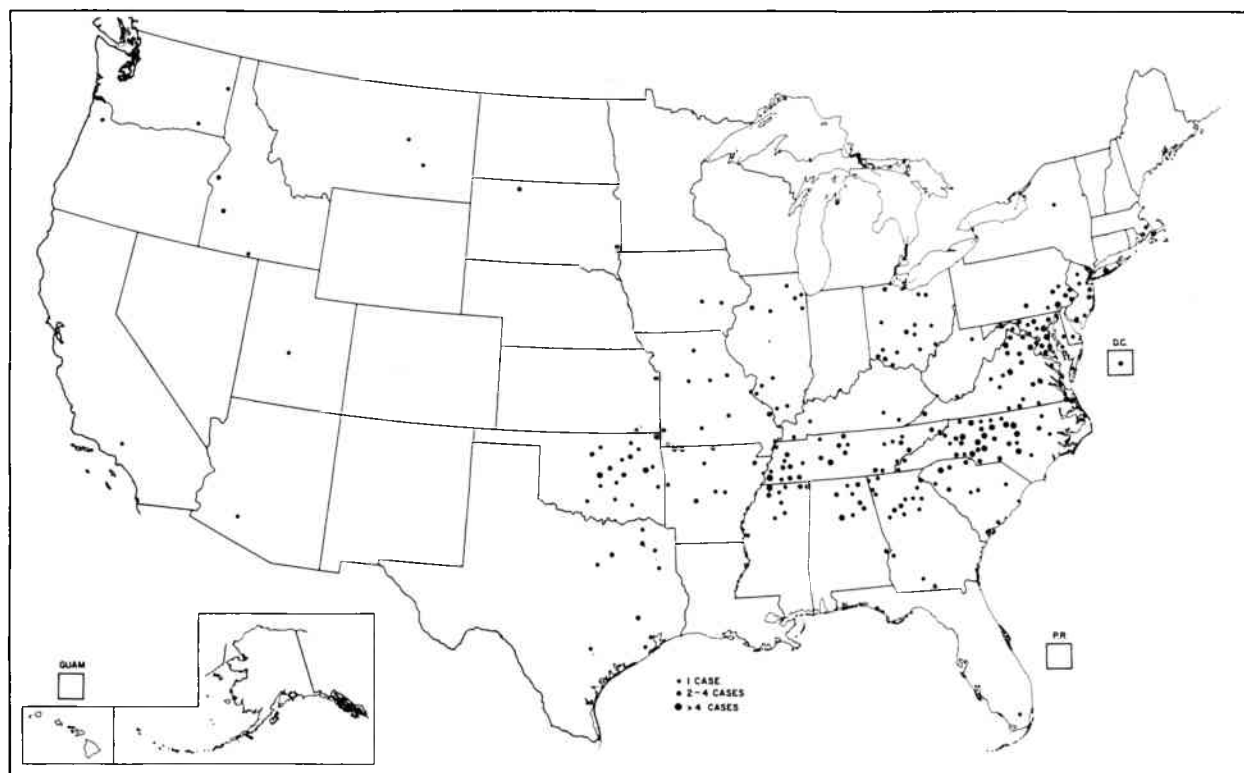 D.C.
P.R
GUAM
• 1 CASE
• 2-4 CASES
• >4 CASES